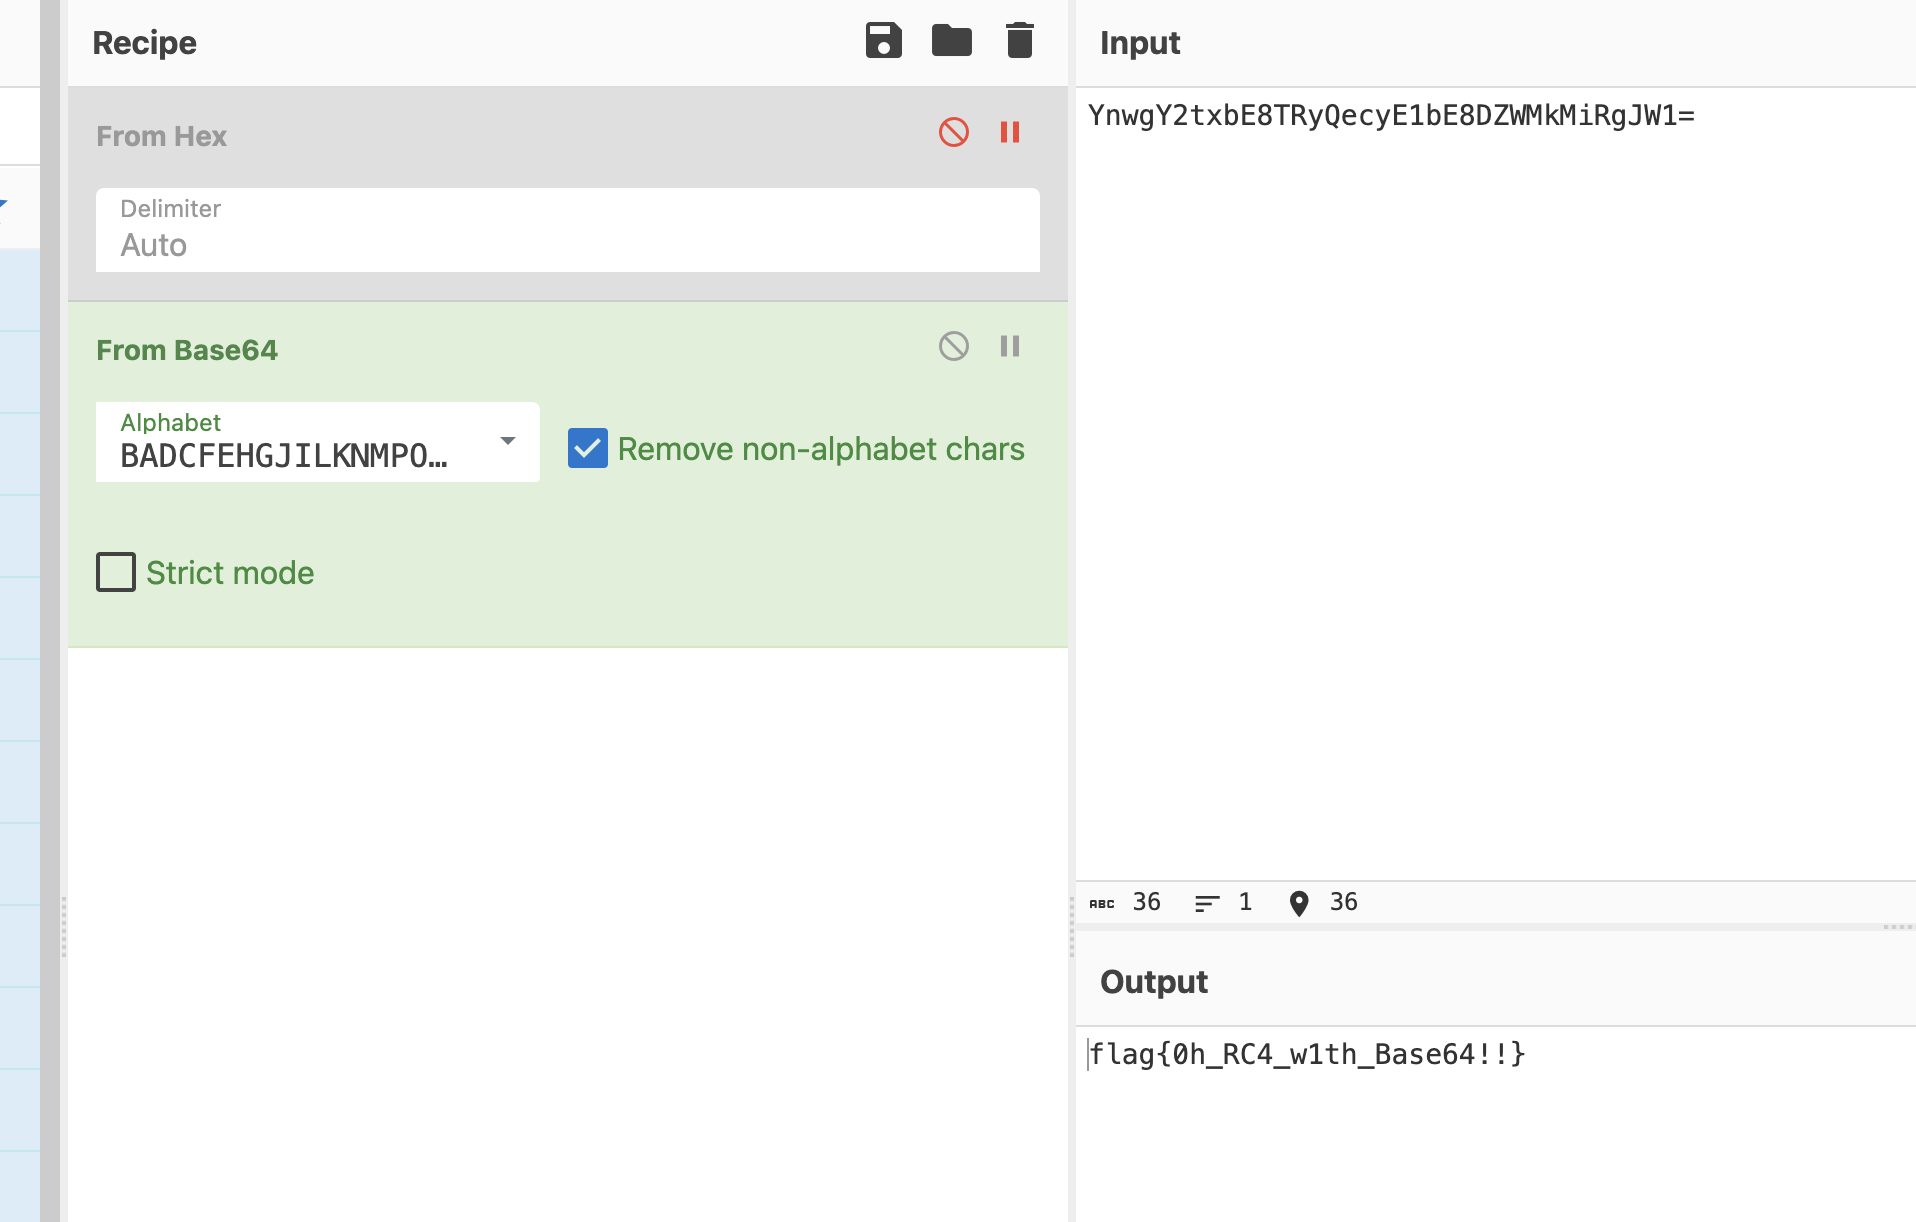 Recipe
From Hex
Delimiter
Auto
From Base64
Alphabet
BADCFEHGJILKNMPO…
Remove non-alphabet chars
Strict mode
Input
YnwgY2txbE8TRyQecyE1bE8DZWMkMiRgJW1=
ABC 36 1 36
Output
flag{0h_RC4_w1th_Base64!!}